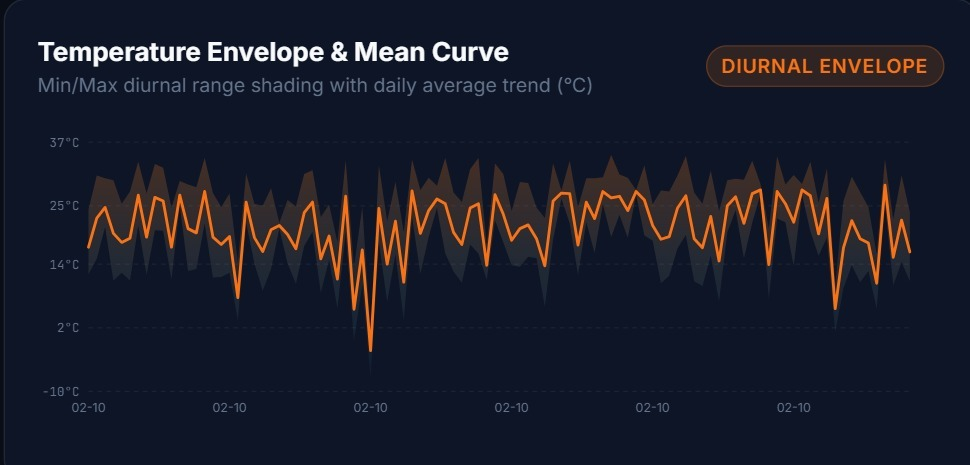 Temperature Envelope & Mean Curve
Min/Max diurnal range shading with daily average trend (°C)
DIURNAL ENVELOPE
37°C
25°C
14°C
2°C
-10°C
02-10 02-10 02-10 02-10 02-10 02-10